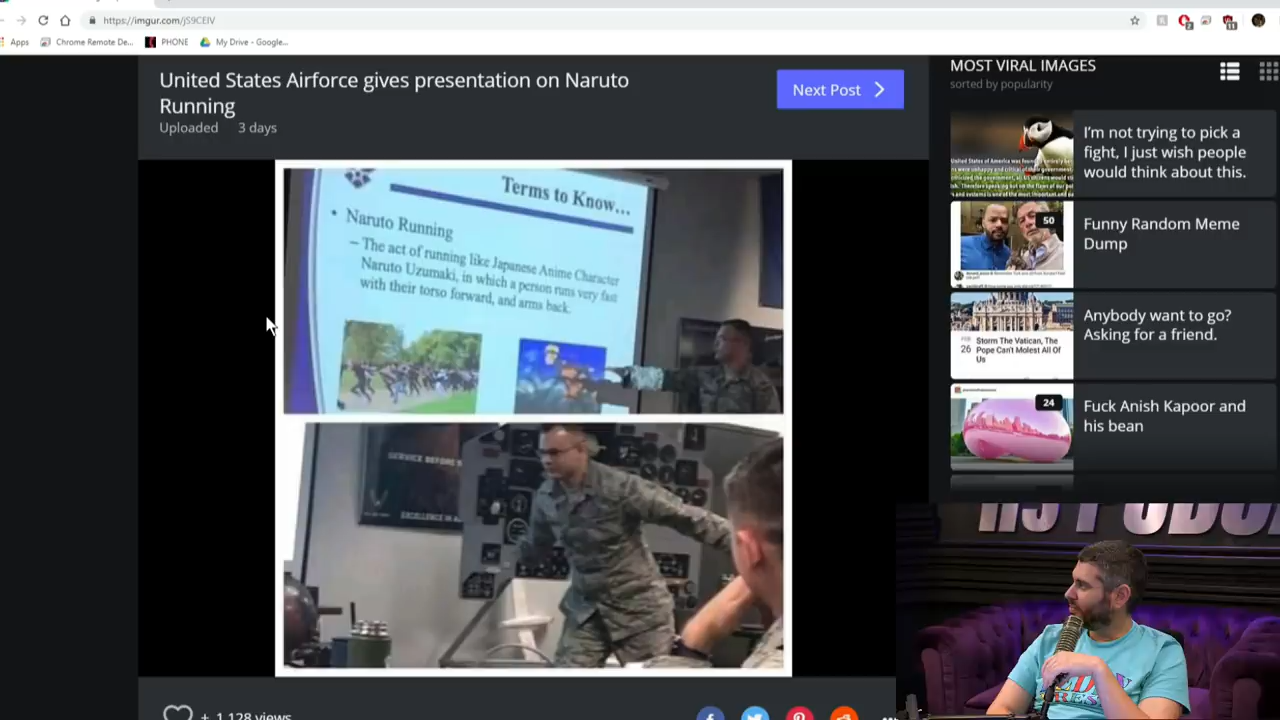 https://imgur.com/jS9CEIV
Apps
Chrome Remote De...
PHONE
My Drive - Google...
United States Airforce gives presentation on Naruto
Running
Uploaded 3 days
Next Post
Terms to Know...
• Naruto Running
– The act of running like Japanese Anime Character
Naruto Uzumaki, in which a person runs very fast
with their torso forward, and arms back.
SERVICE BEFORE S
EXCELLENCE IN A
+ 1,128 views
MOST VIRAL IMAGES
sorted by popularity
I'm not trying to pick a
fight, I just wish people
would think about this.
50
Funny Random Meme
Dump
FEB
26
Storm The Vatican, The
Pope Can't Molest All Of
Us
Anybody want to go?
Asking for a friend.
24
Fuck Anish Kapoor and
his bean
H3 PODC